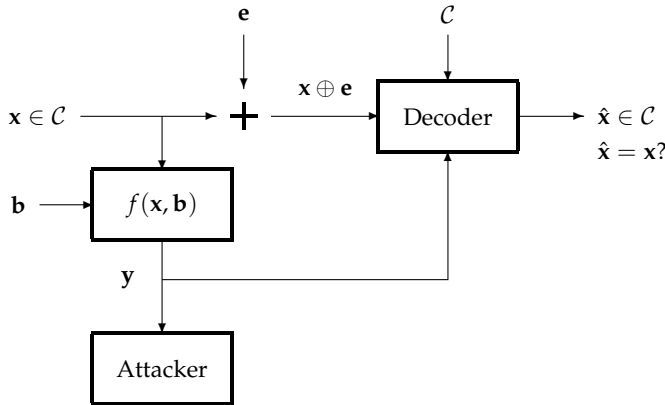 e
𝒞
x ∈ 𝒞
+
x ⊕ e
Decoder
x̂ ∈ 𝒞
x̂ = x?
b
f(x, b)
y
Attacker